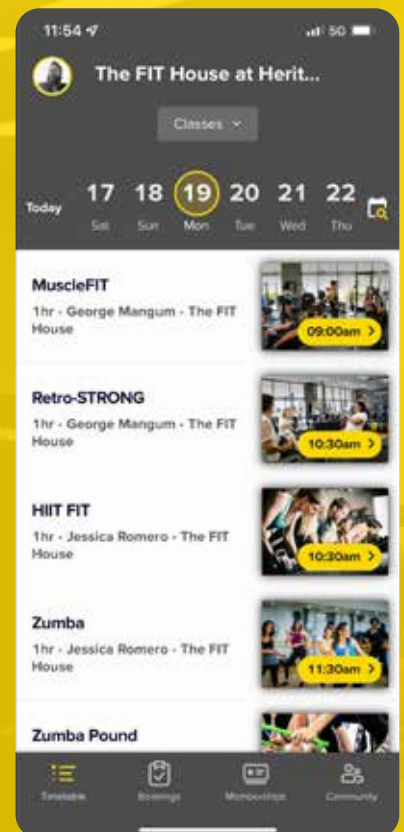 11:54
5G
The FIT House at Herit...
Classes
Today 17 18 19 20 21 22
Sat Sun Mon Tue Wed Thu
MuscleFIT
1hr - George Mangum - The FIT
House
09:00am
Retro-STRONG
1hr - George Mangum - The FIT
House
10:30am
HIIT FIT
1hr - Jessica Romero - The FIT
House
10:30am
Zumba
1hr - Jessica Romero - The FIT
House
11:30am
Zumba Pound
Timetable Bookings Memberships Community